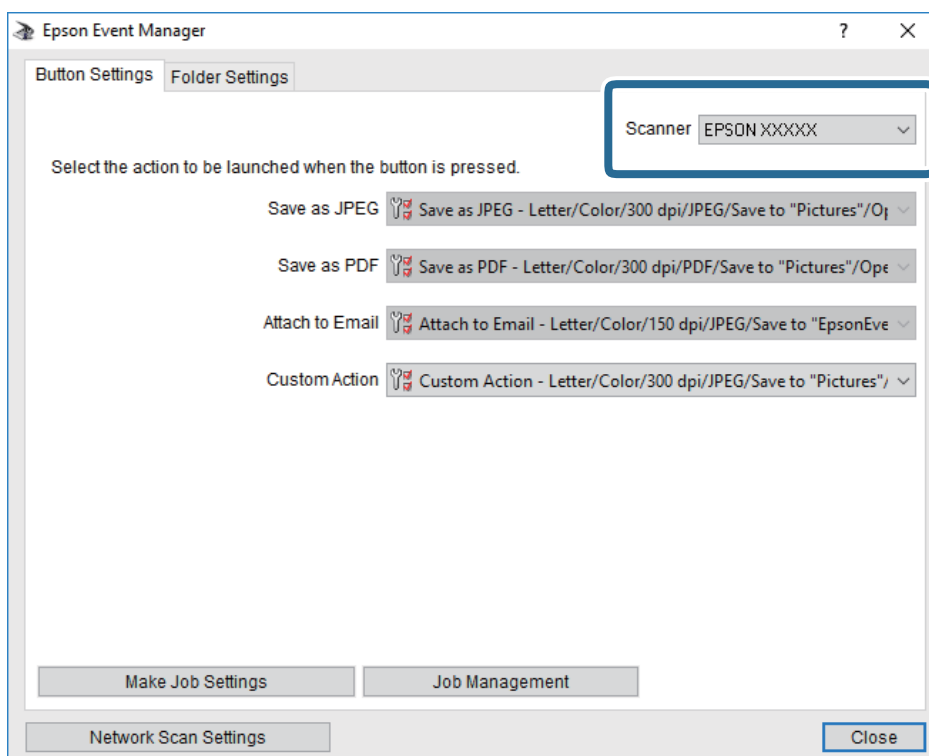 Epson Event Manager
Button Settings Folder Settings
Scanner EPSON XXXXX
Select the action to be launched when the button is pressed.
Save as JPEG Save as JPEG - Letter/Color/300 dpi/JPEG/Save to "Pictures"/Op
Save as PDF Save as PDF - Letter/Color/300 dpi/PDF/Save to "Pictures"/Ope
Attach to Email Attach to Email - Letter/Color/150 dpi/JPEG/Save to "EpsonEve
Custom Action Custom Action - Letter/Color/300 dpi/JPEG/Save to "Pictures"/
Make Job Settings Job Management
Network Scan Settings Close